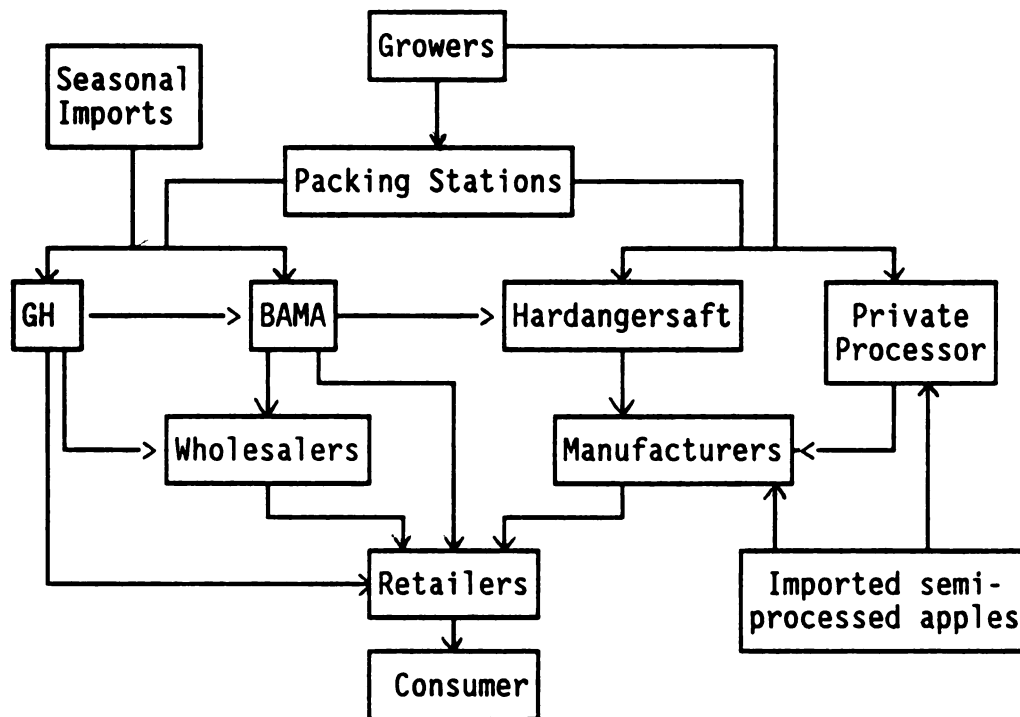 Growers
Seasonal
Imports
Packing Stations
GH
BAMA
Hardangersaft
Private
Processor
Wholesalers
Manufacturers
Retailers
Imported semi-
processed apples
Consumer